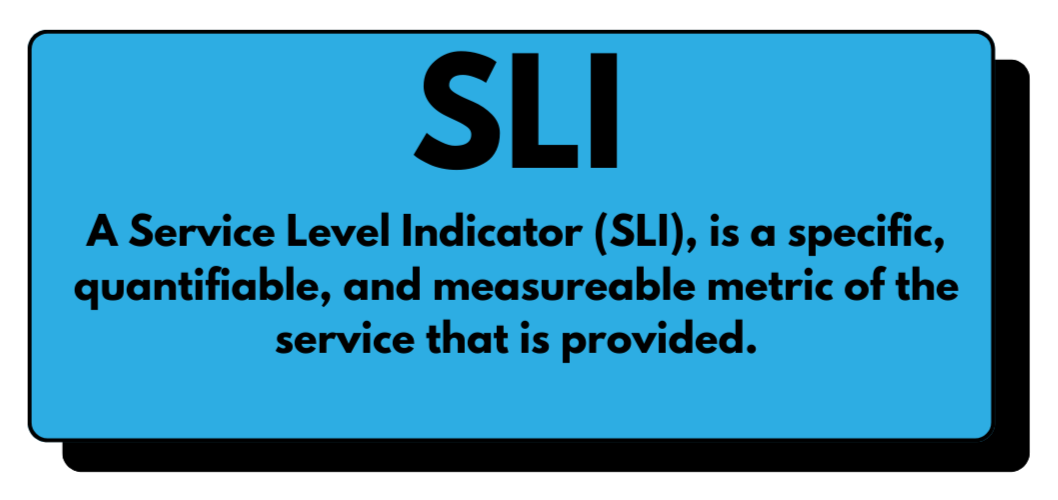 SLI
A Service Level Indicator (SLI), is a specific,
quantifiable, and measureable metric of the
service that is provided.